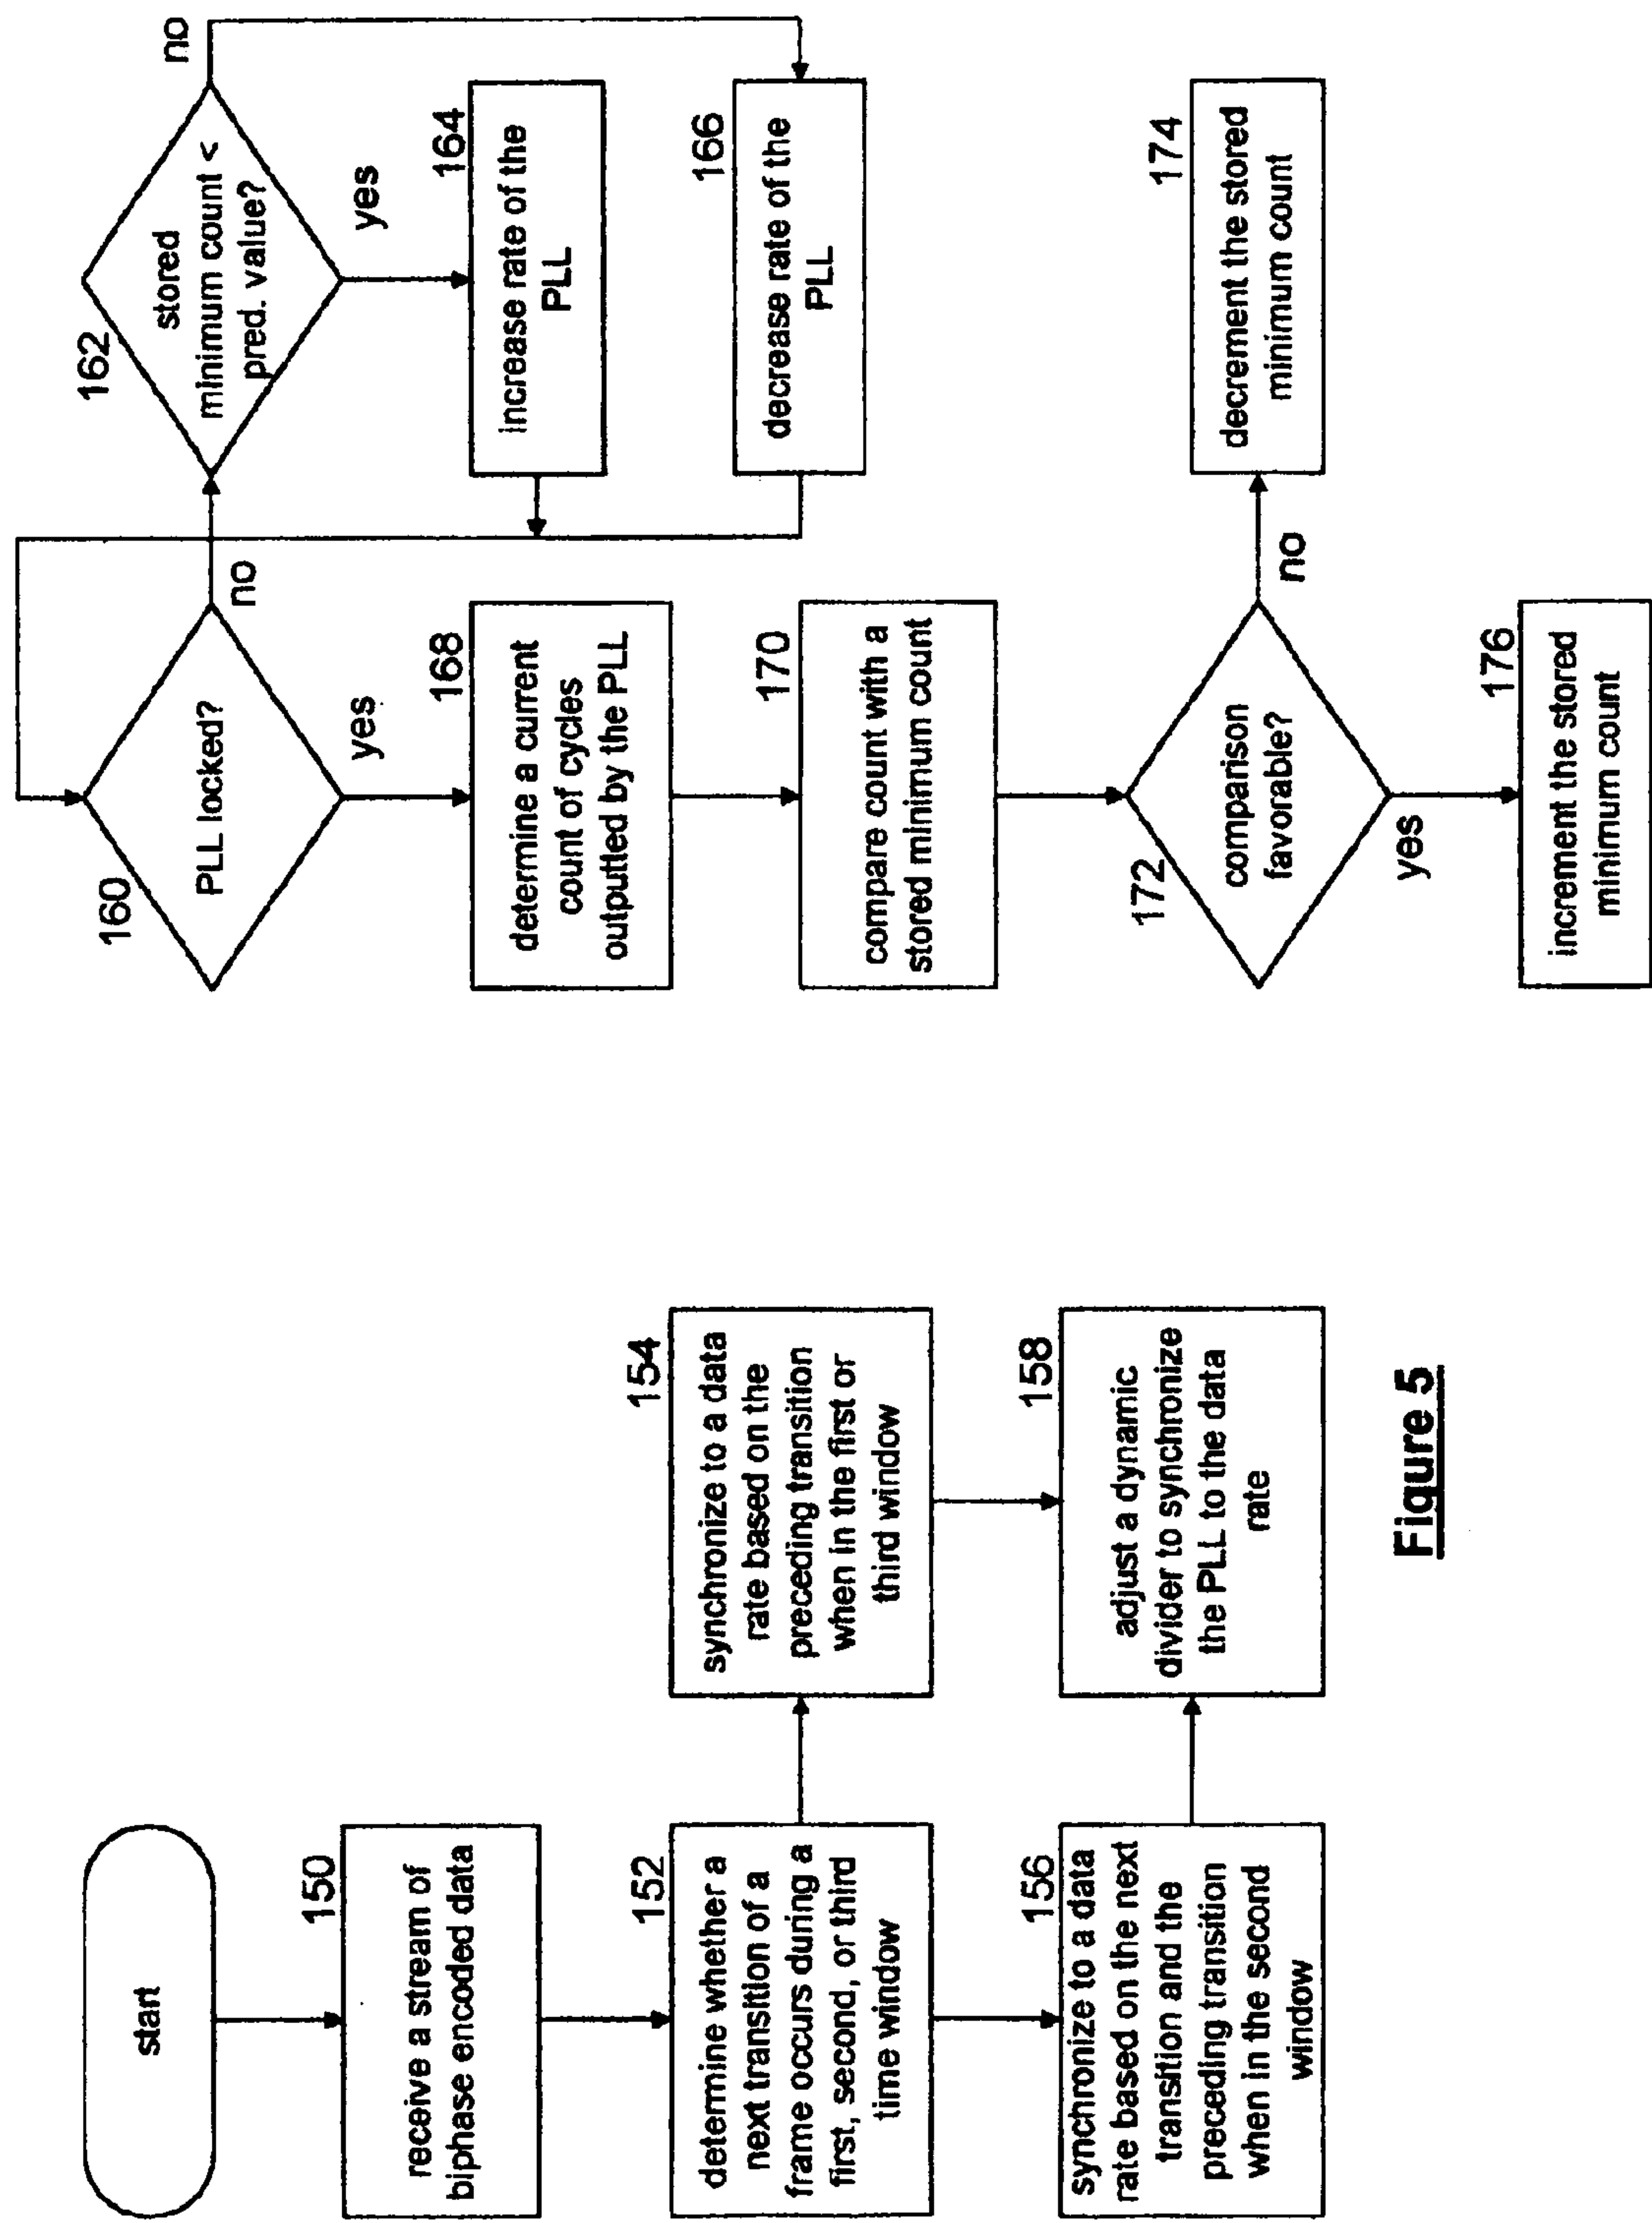 start
150
receive a stream of
biphase encoded data
152
determine whether a
next transition of a
frame occurs during a
first, second, or third
time window
154
synchronize to a data
rate based on the
preceding transition
when in the first or
third window
156
synchronize to a data
rate based on the next
transition and the
preceding transition
when in the second
window
158
adjust a dynamic
divider to synchronize
the PLL to the data
rate
160
PLL locked?
no
yes
162
stored
minimum count <
pred. value?
no
yes
164
increase rate of the
PLL
166
decrease rate of the
PLL
168
determine a current
count of cycles
outputted by the PLL
170
compare count with a
stored minimum count
172
comparison
favorable?
no
yes
174
decrement the stored
minimum count
176
increment the stored
minimum count
Figure 5